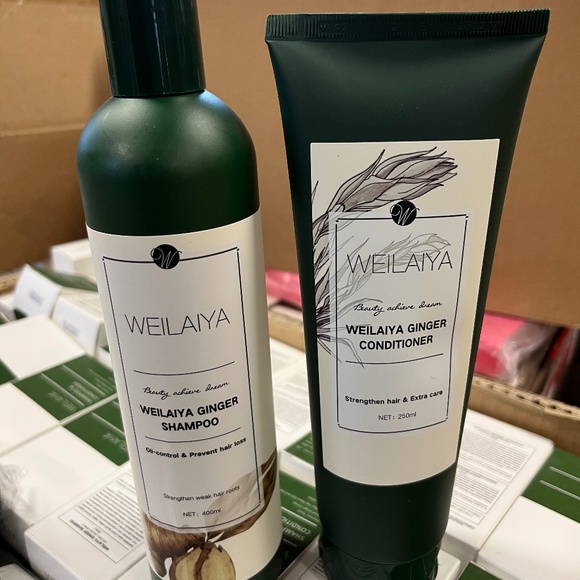 W
WEILAIYA
Beauty achieve dream
WEILAIYA GINGER
SHAMPOO
Oil-control & Prevent hair loss
Strengthen weak hair roots
NET: 400ml
W
WEILAIYA
Beauty achieve dream
WEILAIYA GINGER
CONDITIONER
Strengthen hair & Extra care
NET: 250ml